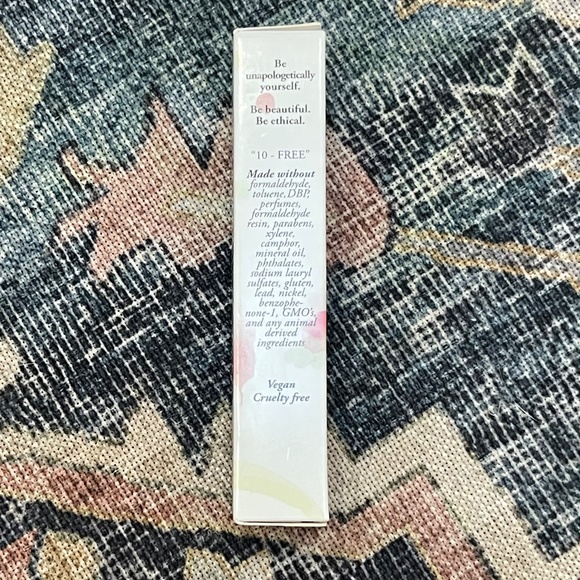 Be
unapologetically
yourself.
Be beautiful.
Be ethical.
"10 - FREE"
Made without
formaldehyde,
toluene, DBP,
perfumes,
formaldehyde
resin, parabens,
xylene,
camphor,
mineral oil,
phthalates,
sodium lauryl
sulfates, gluten,
lead, nickel,
benzophe-
none-1, GMO's,
and any animal
derived
ingredients
Vegan
Cruelty free